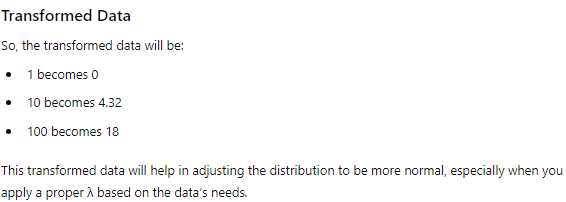 Transformed Data
So, the transformed data will be:
• 1 becomes 0
• 10 becomes 4.32
• 100 becomes 18
This transformed data will help in adjusting the distribution to be more normal, especially when you
apply a proper λ based on the data's needs.